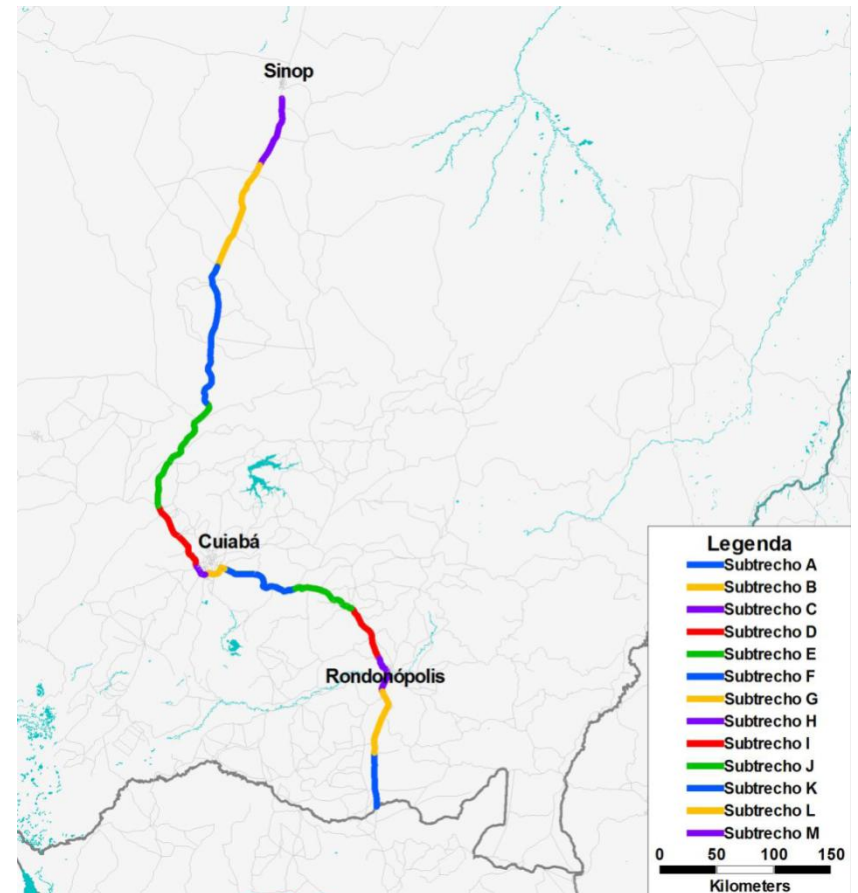 Sinop
Cuiabá
Rondonópolis
Legenda
Subtrecho A
Subtrecho B
Subtrecho C
Subtrecho D
Subtrecho E
Subtrecho F
Subtrecho G
Subtrecho H
Subtrecho I
Subtrecho J
Subtrecho K
Subtrecho L
Subtrecho M
0 50 100 150
Kilometers